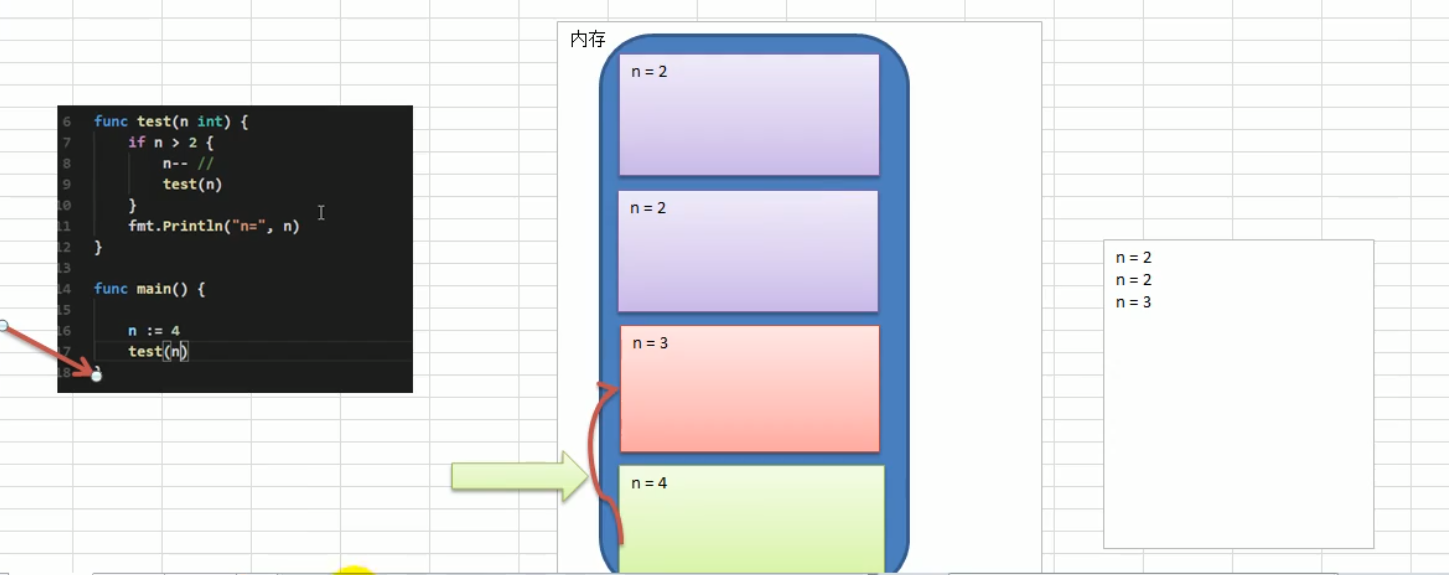 6 func test(n int) {
7 if n > 2 {
8 n-- //
9 test(n)
10 }
11 fmt.Println("n=", n)
12 }
13
14 func main() {
15
16 n := 4
17 test(n)
18 }
内存
n = 2
n = 2
n = 3
n = 4
n = 2
n = 2
n = 3